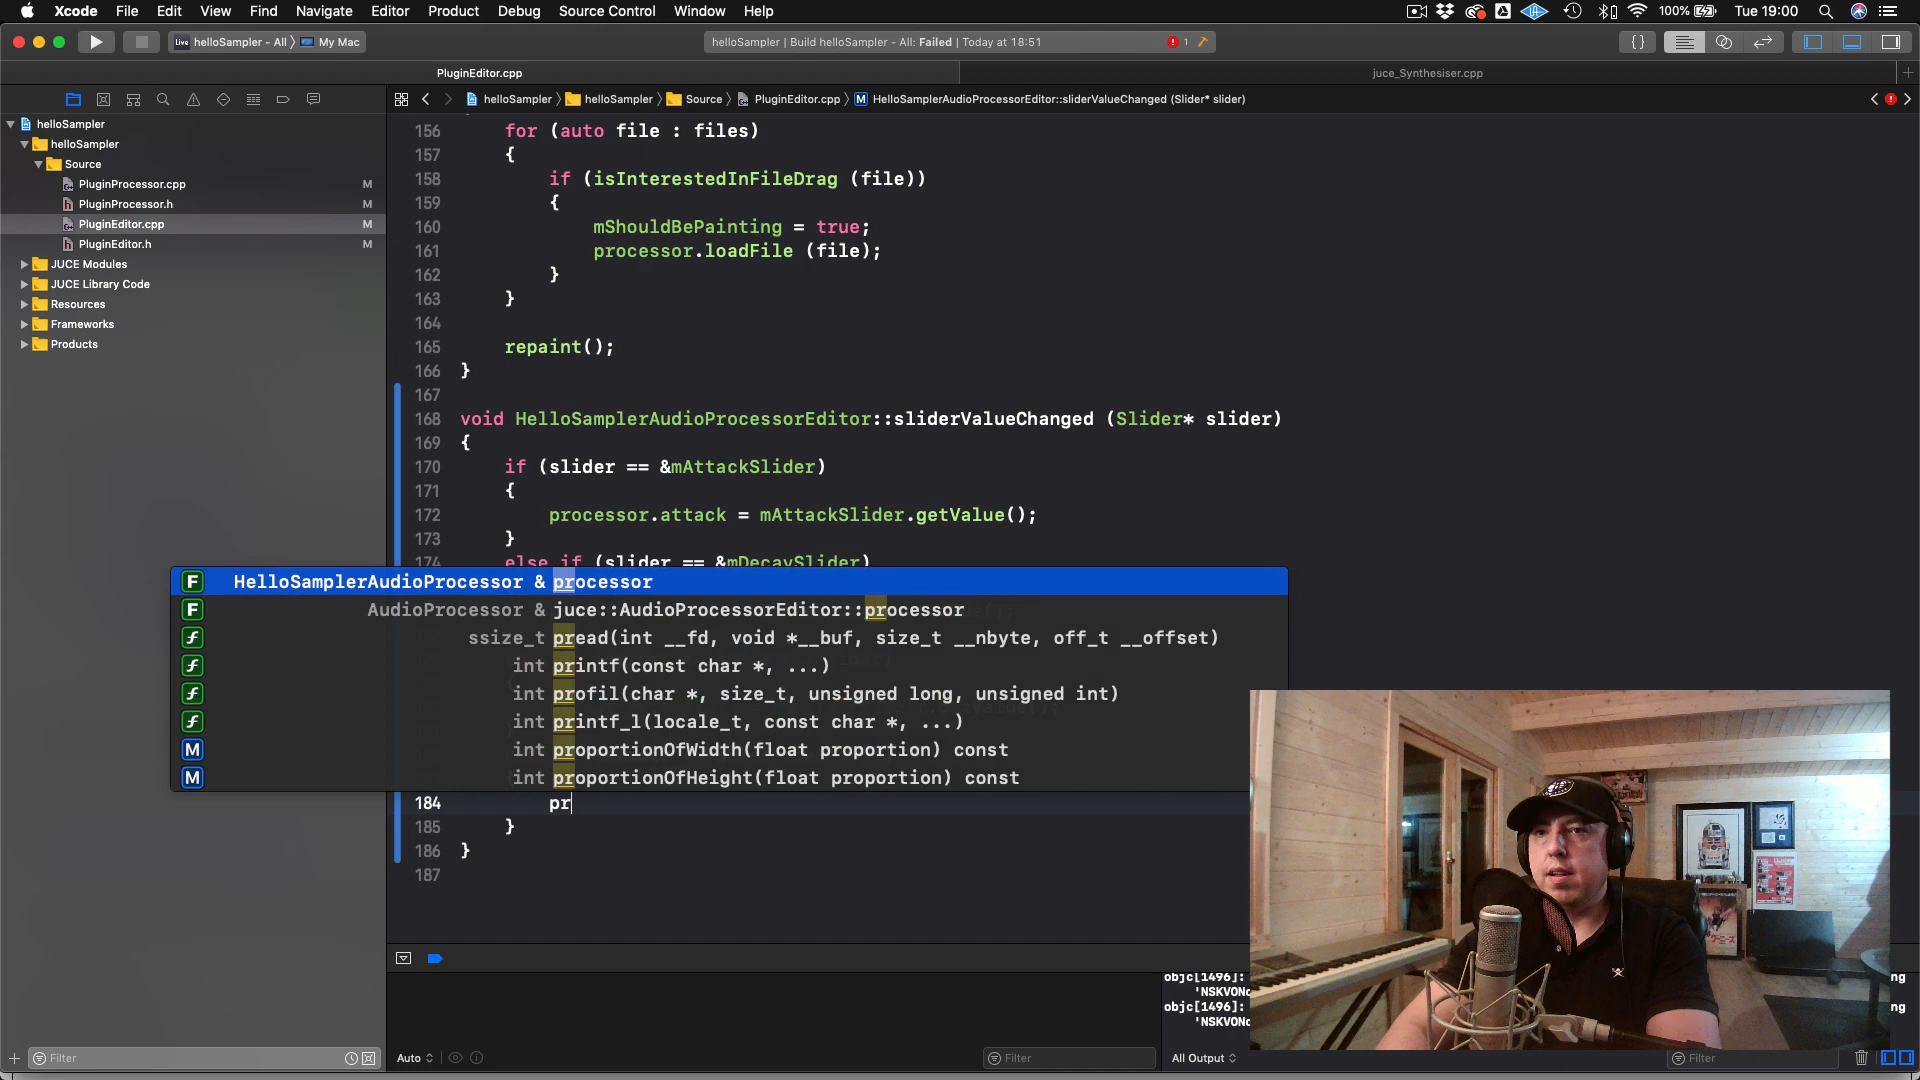 Xcode File Edit View Find Navigate Editor Product Debug Source Control Window Help
100% Tue 19:00
Live helloSampler - All 〉 My Mac
helloSampler | Build helloSampler - All: Failed | Today at 18:51
1
PluginEditor.cpp
juce_Synthesiser.cpp
helloSampler 〉 helloSampler 〉 Source 〉 PluginEditor.cpp 〉 M HelloSamplerAudioProcessorEditor::sliderValueChanged (Slider* slider)
helloSampler
helloSampler
Source
PluginProcessor.cpp M
PluginProcessor.h M
PluginEditor.cpp M
PluginEditor.h M
JUCE Modules
JUCE Library Code
Resources
Frameworks
Products
156 for (auto file : files)
157 {
158 if (isInterestedInFileDrag (file))
159 {
160 mShouldBePainting = true;
161 processor.loadFile (file);
162 }
163 }
164
165 repaint();
166 }
167
168 void HelloSamplerAudioProcessorEditor::sliderValueChanged (Slider* slider)
169 {
170 if (slider == &mAttackSlider)
171 {
172 processor.attack = mAttackSlider.getValue();
173 }
174 else if (slider == &mDecaySlider)
F HelloSamplerAudioProcessor & processor
F AudioProcessor & juce::AudioProcessorEditor::processor
f ssize_t pread(int __fd, void *__buf, size_t __nbyte, off_t __offset)
f int printf(const char *, ...)
f int profil(char *, size_t, unsigned long, unsigned int)
f int printf_l(locale_t, const char *, ...)
M int proportionOfWidth(float proportion) const
M int proportionOfHeight(float proportion) const
184 pr
185 }
186 }
187
objc[1496]: ng
'NSKVONo
objc[1496]: ng
'NSKVONo
Filter
Auto
Filter
All Output
Filter